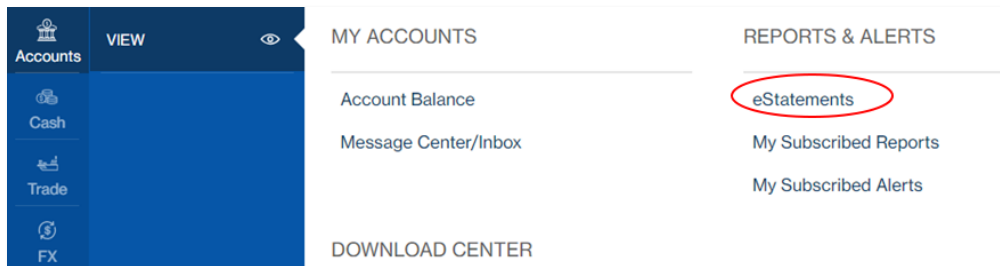 Accounts
Cash
Trade
FX
VIEW
MY ACCOUNTS
Account Balance
Message Center/Inbox
DOWNLOAD CENTER
REPORTS & ALERTS
eStatements
My Subscribed Reports
My Subscribed Alerts